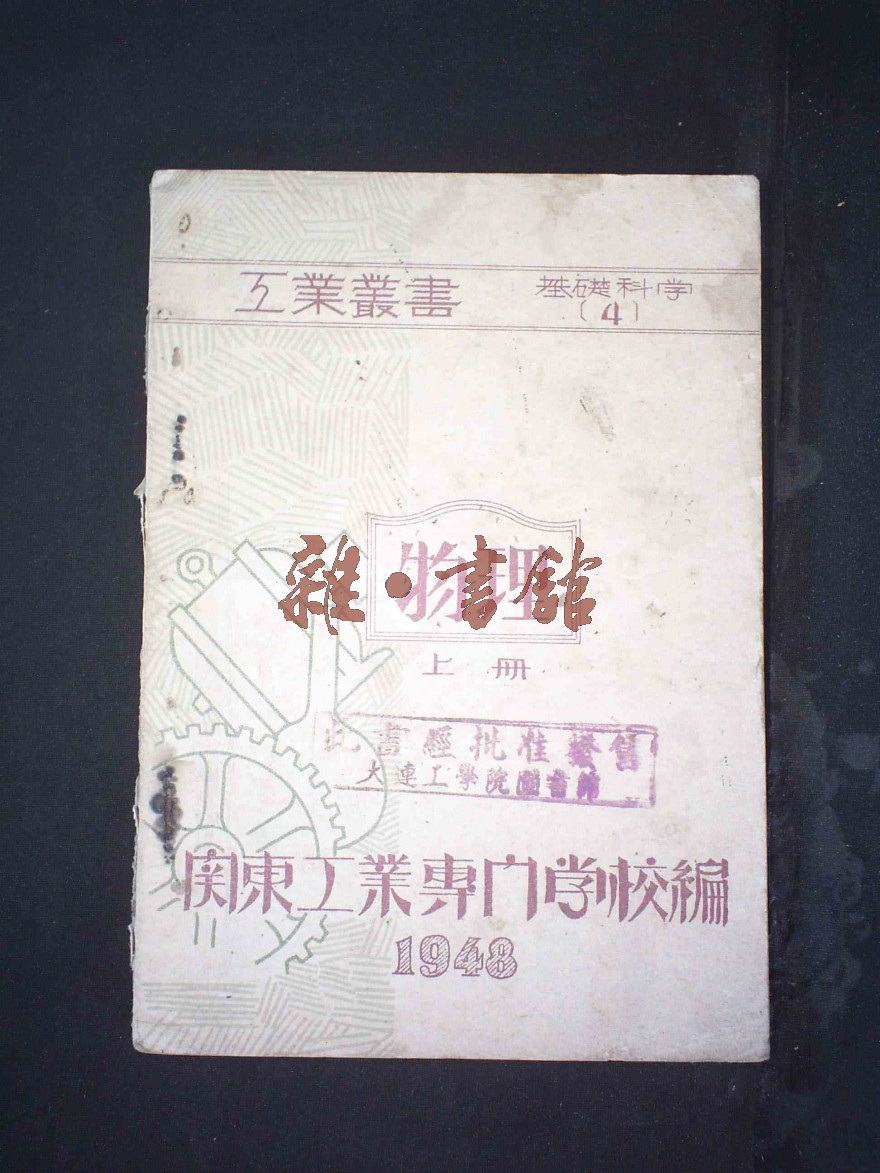 工業叢書
基礎科学
〔4〕
物理
雜·書館
上册
此書經批准發售
大連工學院圖書館
関東工業專门学校編
1948